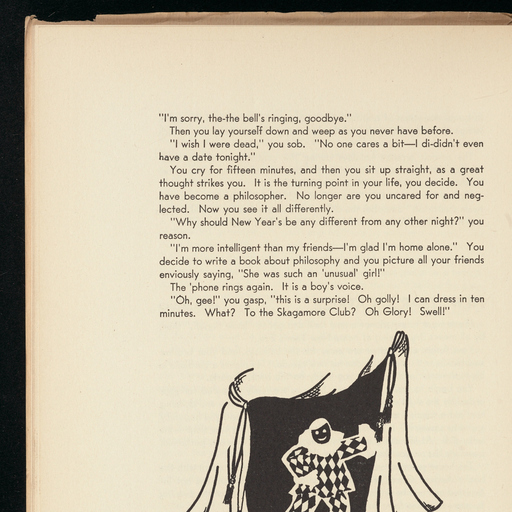 "I'm sorry, the-the bell's ringing, goodbye."
Then you lay yourself down and weep as you never have before.
"I wish I were dead," you sob. "No one cares a bit—I di-didn't even
have a date tonight."
You cry for fifteen minutes, and then you sit up straight, as a great
thought strikes you. It is the turning point in your life, you decide. You
have become a philosopher. No longer are you uncared for and neg-
lected. Now you see it all differently.
"Why should New Year's be any different from any other night?" you
reason.
"I'm more intelligent than my friends—I'm glad I'm home alone." You
decide to write a book about philosophy and you picture all your friends
enviously saying, "She was such an 'unusual' girl!"
The 'phone rings again. It is a boy's voice.
"Oh, gee!" you gasp, "this is a surprise! Oh golly! I can dress in ten
minutes. What? To the Skagamore Club? Oh Glory! Swell!"